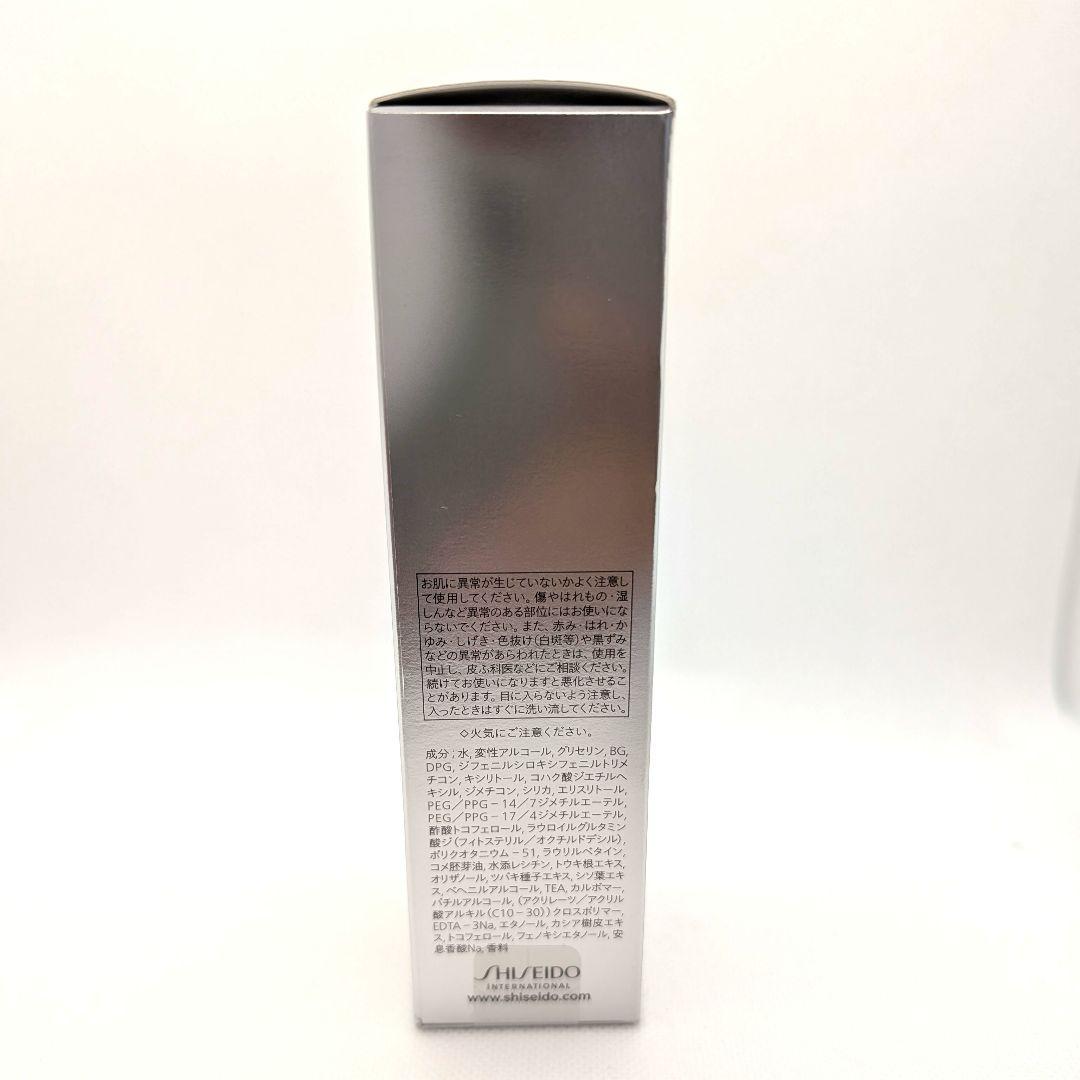 お肌に異常が生じていないかよく注意し
て使用してください。傷やはれもの・湿
しんなど異常のある部位にはお使いにな
らないでください。また、赤み・はれ・か
ゆみ・しげき・色抜け(白斑等)や黒ずみ
などの異常があらわれたときは、使用を
中止し、皮ふ科医などにご相談ください。
続けてお使いになりますと悪化させるこ
とがあります。目に入らないよう注意し、
入ったときはすぐに洗い流してください。
◇火気にご注意ください。
成分;水, 変性アルコール, グリセリン, BG,
DPG, ジフェニルシロキシフェニルトリメ
チコン, キシリトール, コハク酸ジエチルヘ
キシル, ジメチコン, シリカ, エリスリトール,
PEG/PPG-14/7ジメチルエーテル,
PEG/PPG-17/4ジメチルエーテル,
酢酸トコフェロール, ラウロイルグルタミン
酸ジ(フィトステリル/オクチルドデシル),
ポリクオタニウム-51, ラウリルベタイン,
コメ胚芽油, 水添レシチン, トウキ根エキス,
オリザノール, ツバキ種子エキス, シソ葉エキ
ス, ベヘニルアルコール, TEA, カルボマー,
バチルアルコール, (アクリレーツ/アクリル
酸アルキル(C10-30))クロスポリマー,
EDTA-3Na, エタノール, カシア樹皮エキ
ス, トコフェロール, フェノキシエタノール, 安
息香酸Na, 香料
SHISEIDO
INTERNATIONAL
www.shiseido.com